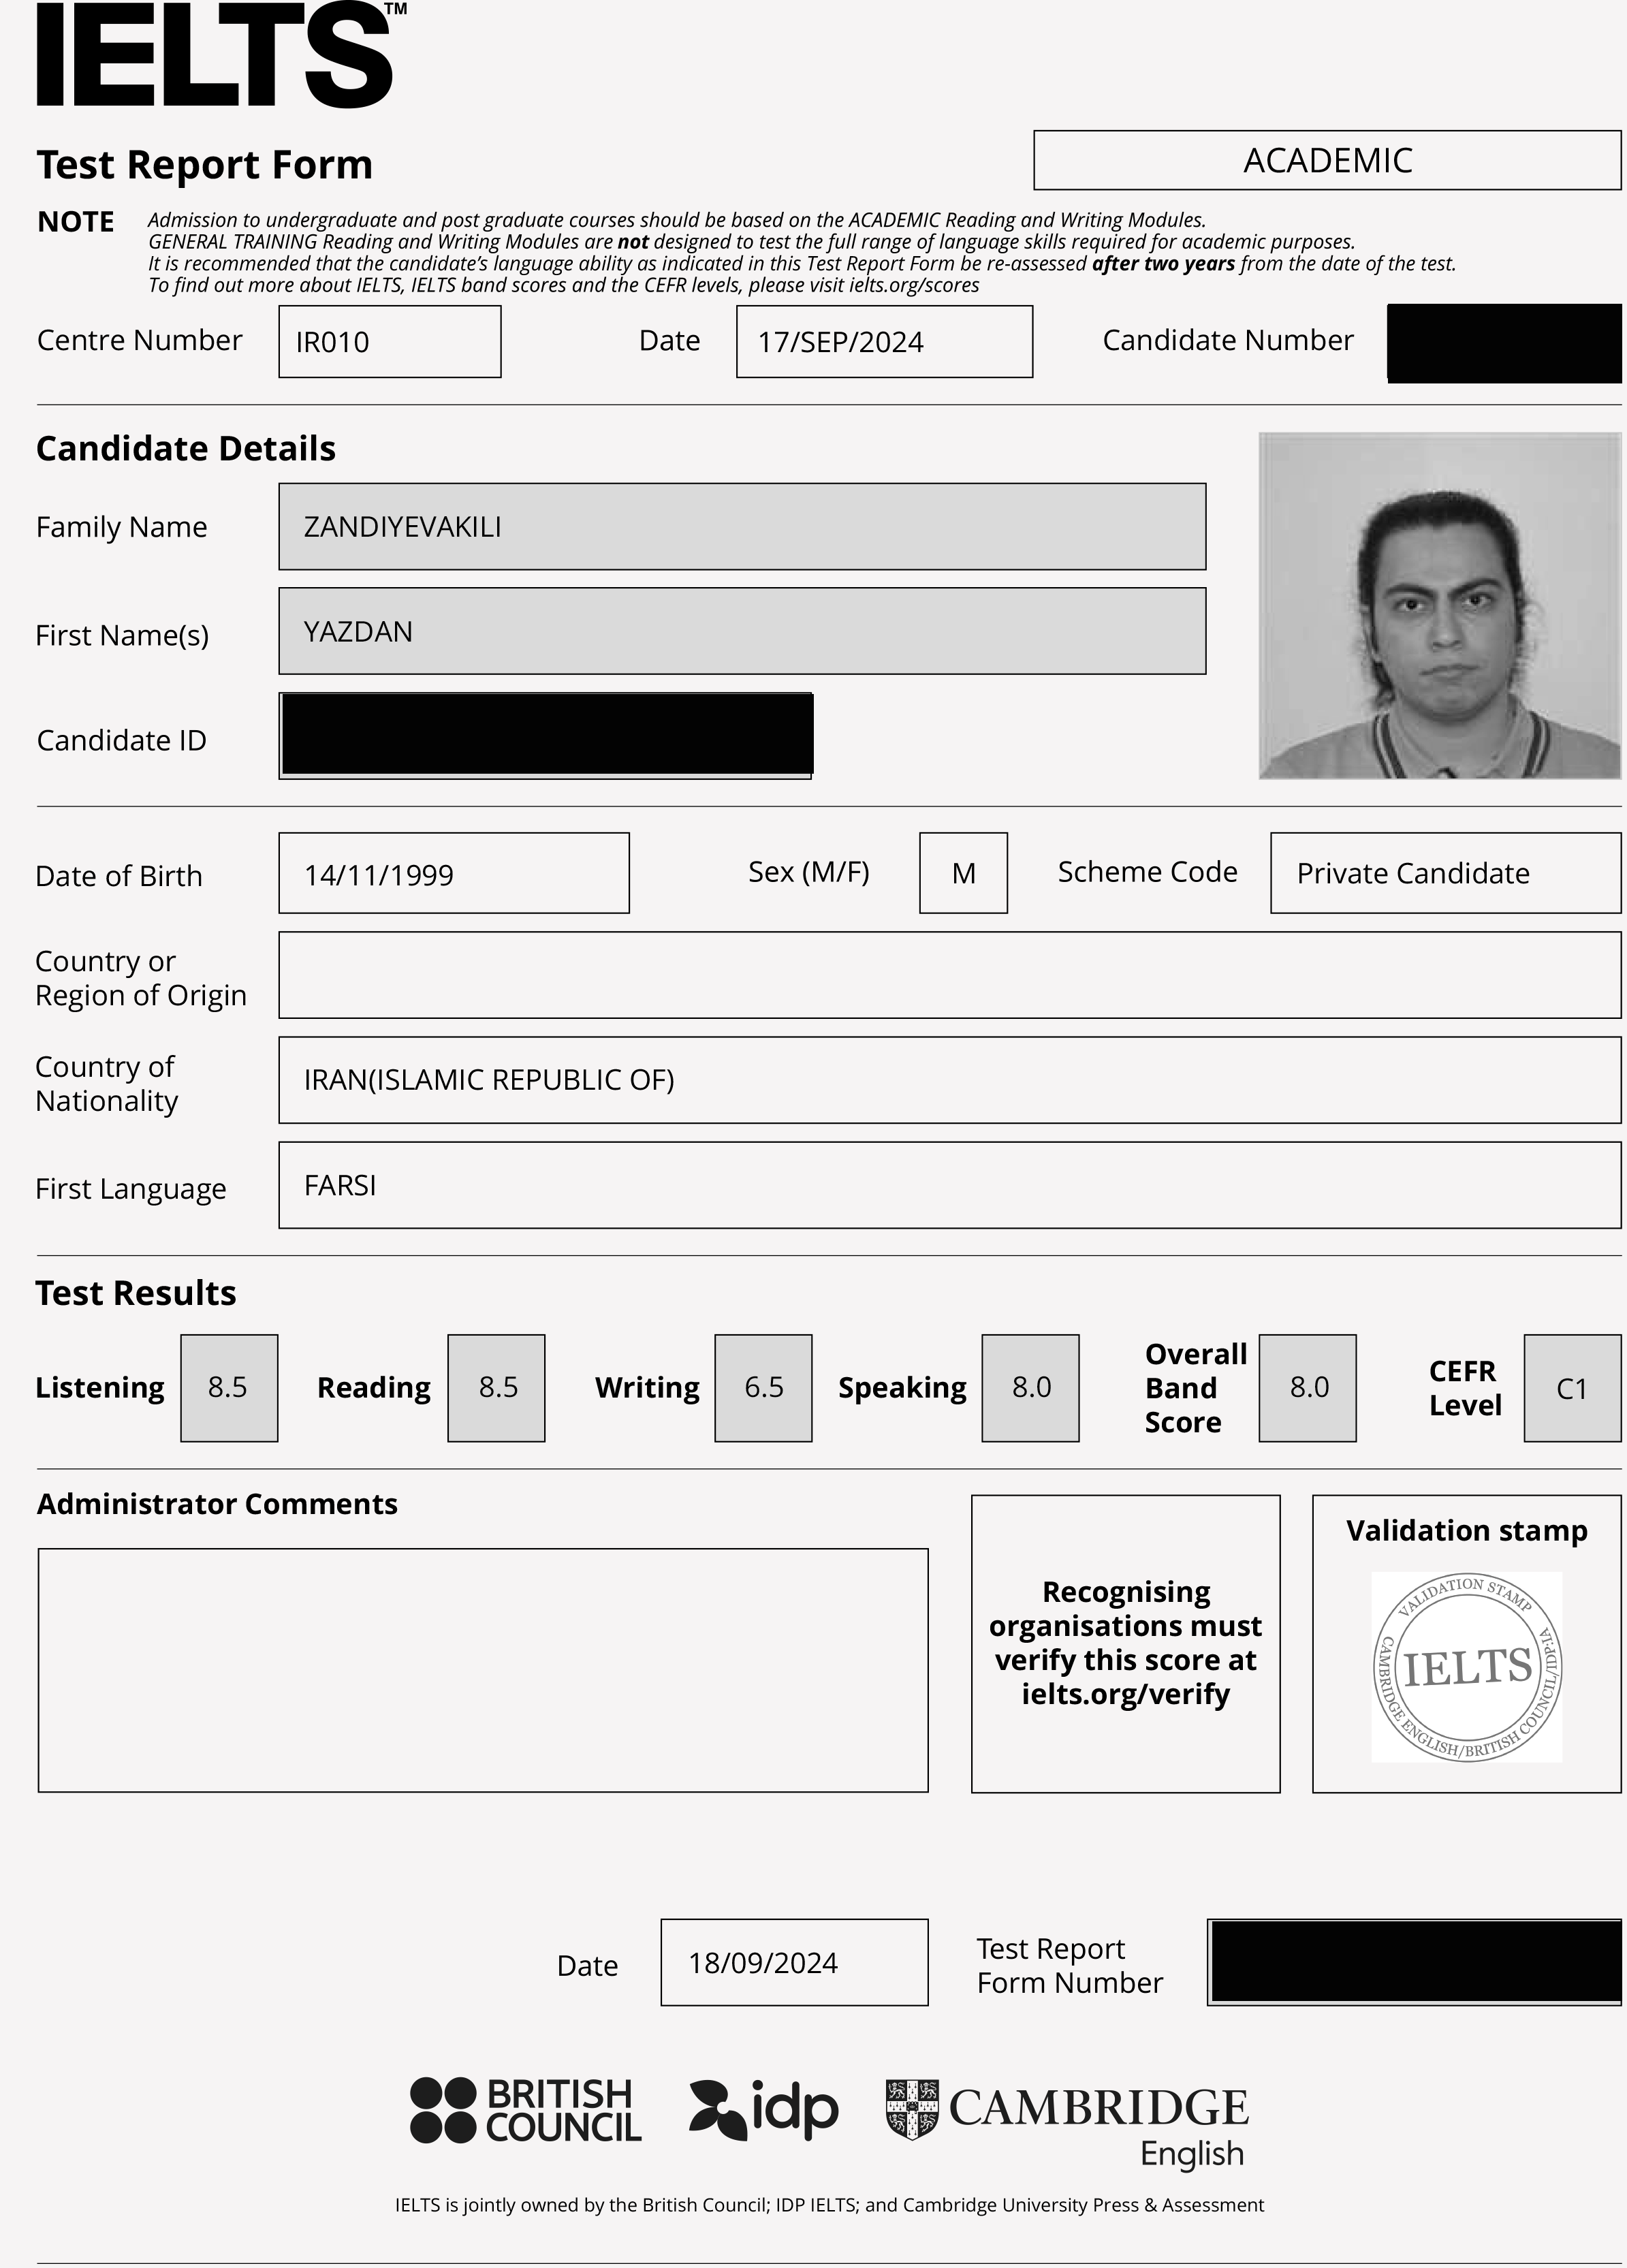 IELTS™
Test Report Form
ACADEMIC
NOTE
Admission to undergraduate and post graduate courses should be based on the ACADEMIC Reading and Writing Modules.
GENERAL TRAINING Reading and Writing Modules are not designed to test the full range of language skills required for academic purposes.
It is recommended that the candidate’s language ability as indicated in this Test Report Form be re-assessed after two years from the date of the test.
To find out more about IELTS, IELTS band scores and the CEFR levels, please visit ielts.org/scores
Centre Number IR010 Date 17/SEP/2024 Candidate Number
Candidate Details
Family Name ZANDIYEVAKILI
First Name(s) YAZDAN
Candidate ID
Date of Birth 14/11/1999 Sex (M/F) M Scheme Code Private Candidate
Country or
Region of Origin
Country of
Nationality
IRAN(ISLAMIC REPUBLIC OF)
First Language FARSI
Test Results
Listening 8.5 Reading 8.5 Writing 6.5 Speaking 8.0
Overall
Band
Score
8.0
CEFR
Level
C1
Administrator Comments
Recognising
organisations must
verify this score at
ielts.org/verify
Validation stamp
VALIDATION STAMP
IELTS
CAMBRIDGE ENGLISH/BRITISH COUNCIL/IDP:IA
Date 18/09/2024
Test Report
Form Number
BRITISH
COUNCIL
idp
CAMBRIDGE
English
IELTS is jointly owned by the British Council; IDP IELTS; and Cambridge University Press & Assessment